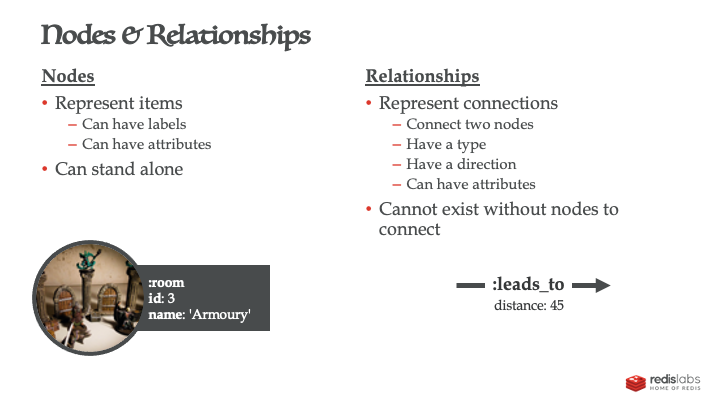 Nodes & Relationships
Nodes
• Represent items
– Can have labels
– Can have attributes
• Can stand alone
:room
id: 3
name: 'Armoury'
Relationships
• Represent connections
– Connect two nodes
– Have a type
– Have a direction
– Can have attributes
• Cannot exist without nodes to
connect
:leads_to
distance: 45
redislabs
HOME OF REDIS